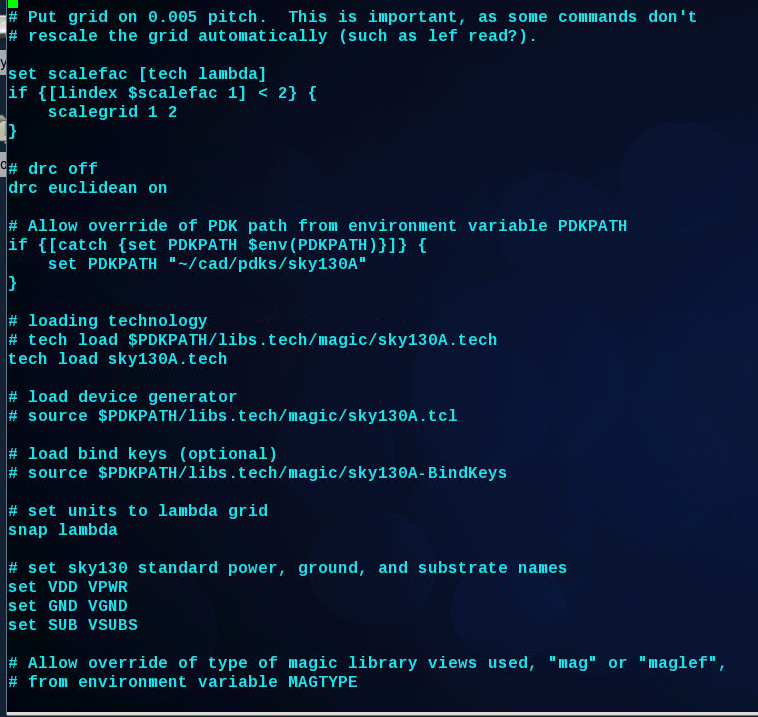 # Put grid on 0.005 pitch.  This is important, as some commands don't
# rescale the grid automatically (such as lef read?).
set scalefac [tech lambda]
if {[lindex $scalefac 1] < 2} {
    scalegrid 1 2
}
# drc off
drc euclidean on
# Allow override of PDK path from environment variable PDKPATH
if {[catch {set PDKPATH $env(PDKPATH)}]} {
    set PDKPATH "~/cad/pdks/sky130A"
}
# loading technology
# tech load $PDKPATH/libs.tech/magic/sky130A.tech
tech load sky130A.tech
# load device generator
# source $PDKPATH/libs.tech/magic/sky130A.tcl
# load bind keys (optional)
# source $PDKPATH/libs.tech/magic/sky130A-BindKeys
# set units to lambda grid
snap lambda
# set sky130 standard power, ground, and substrate names
set VDD VPWR
set GND VGND
set SUB VSUBS
# Allow override of type of magic library views used, "mag" or "maglef",
# from environment variable MAGTYPE